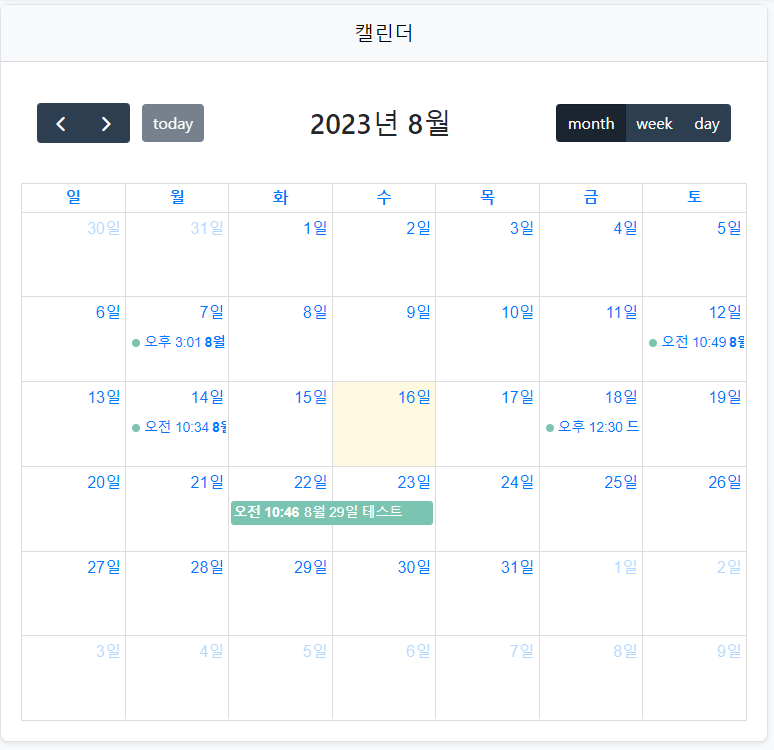 캘린더
today
2023년 8월
month week day
일 월 화 수 목 금 토
30일 31일 1일 2일 3일 4일 5일
6일 7일 8일 9일 10일 11일 12일
오후 3:01 8월 오전 10:49
13일 14일 15일 16일 17일 18일 19일
오전 10:34 오후 12:30 드
20일 21일 22일 23일 24일 25일 26일
오전 10:46 8월 29일 테스트
27일 28일 29일 30일 31일 1일 2일
3일 4일 5일 6일 7일 8일 9일